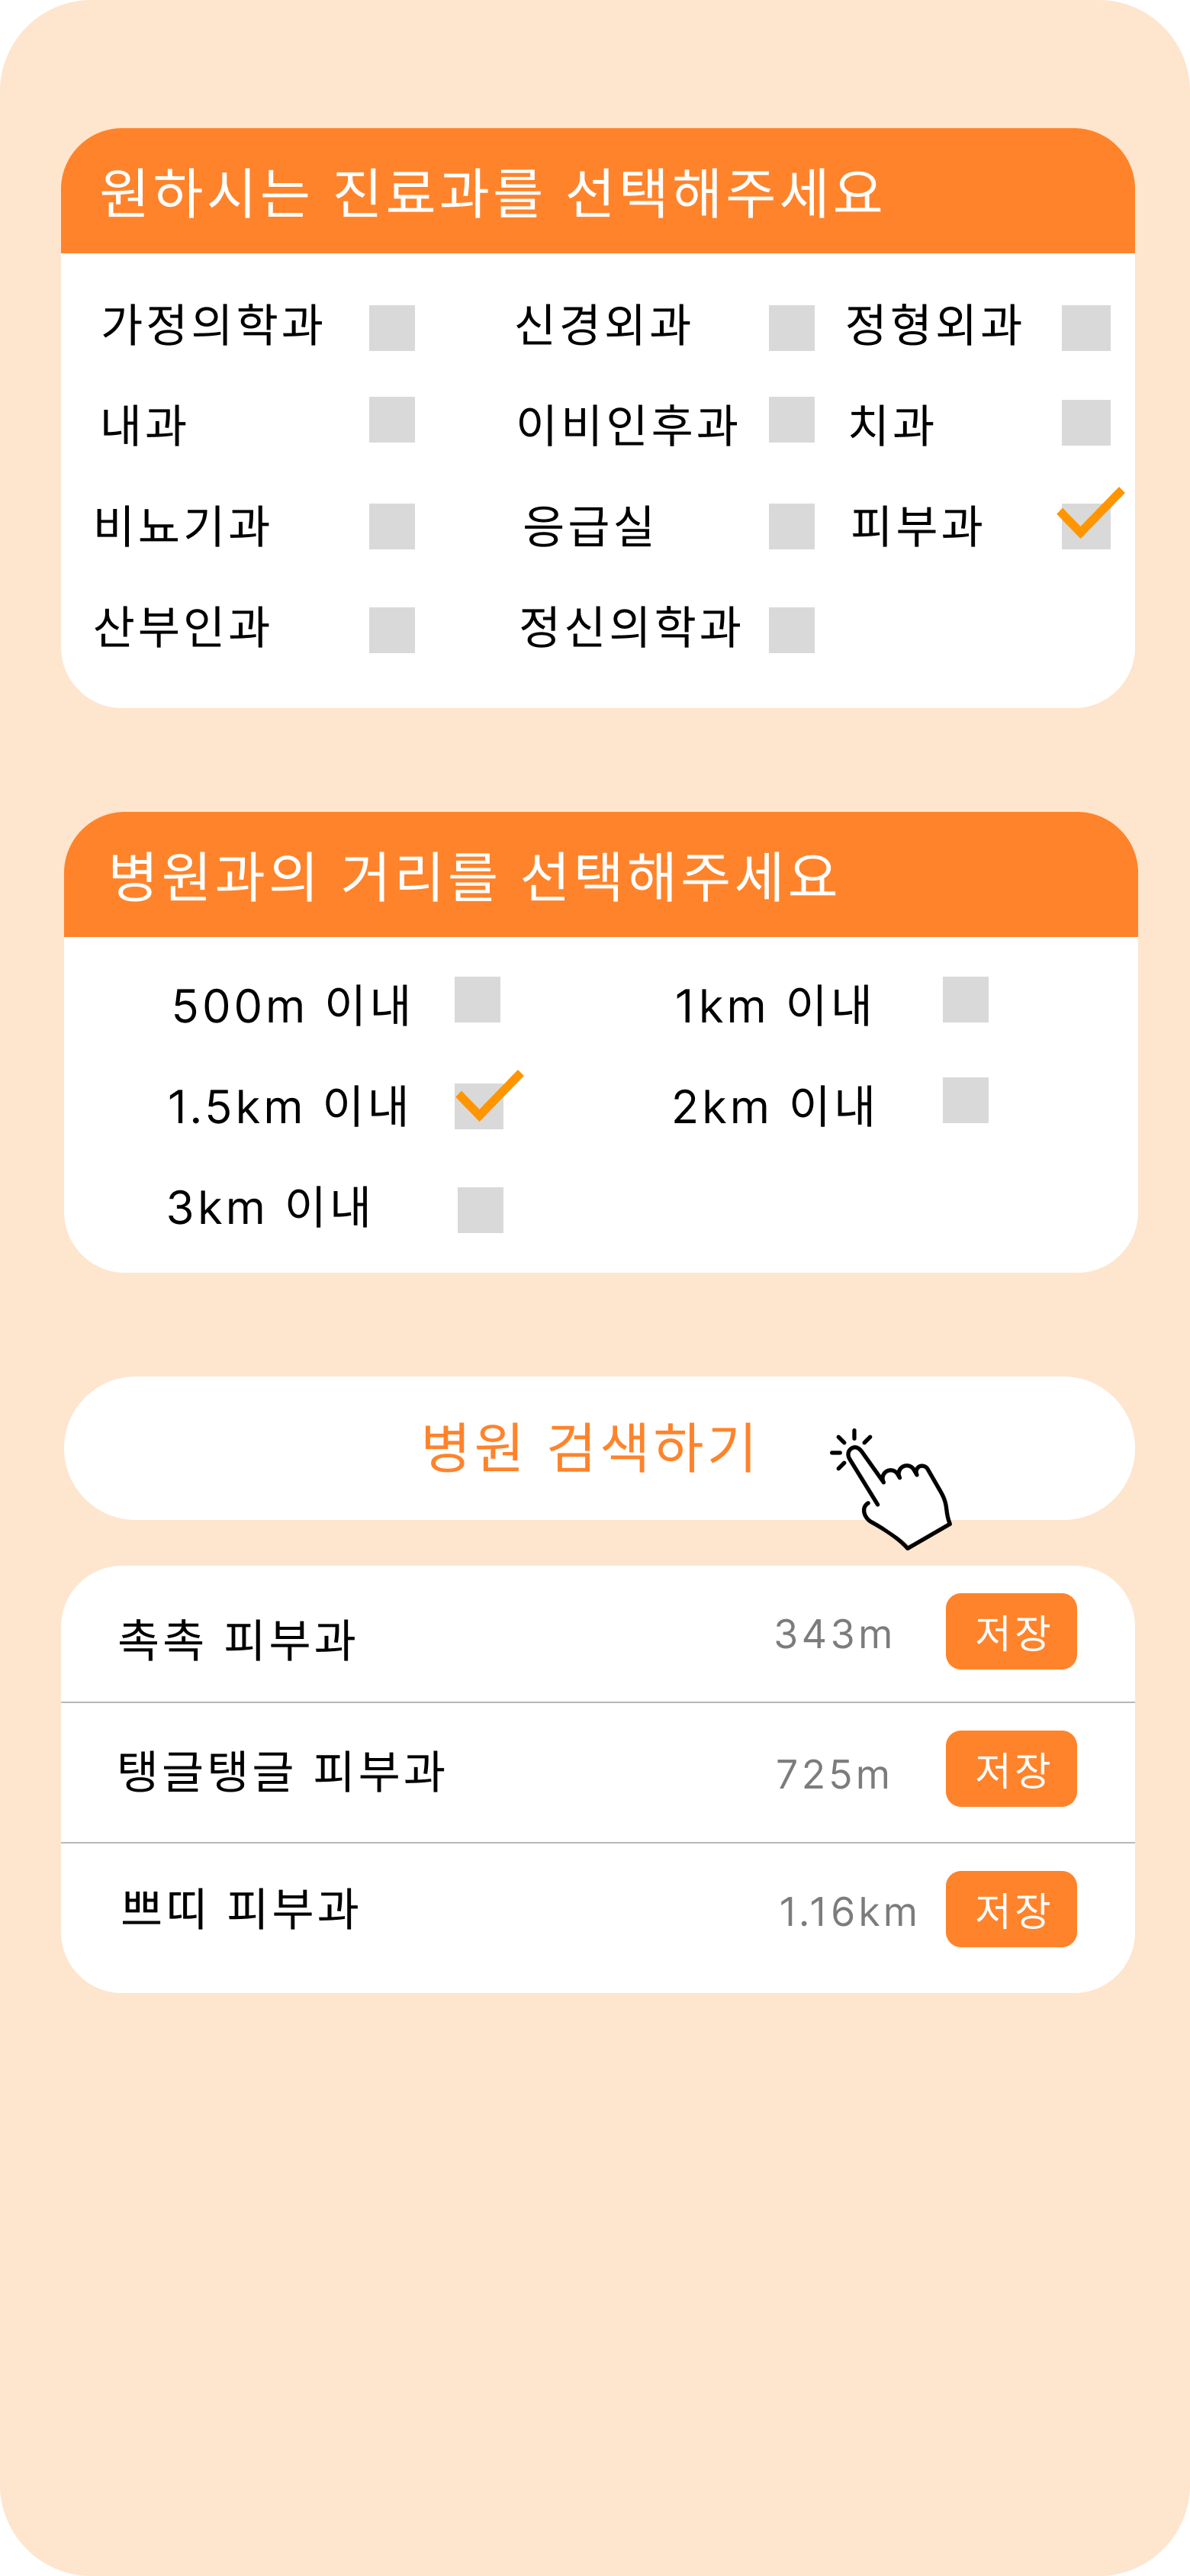 원하시는 진료과를 선택해주세요
가정의학과 신경외과 정형외과
내과 이비인후과 치과
비뇨기과 응급실 피부과
산부인과 정신의학과
병원과의 거리를 선택해주세요
500m 이내 1km 이내
1.5km 이내 2km 이내
3km 이내
병원 검색하기
촉촉 피부과 343m 저장
탱글탱글 피부과 725m 저장
쁘띠 피부과 1.16km 저장